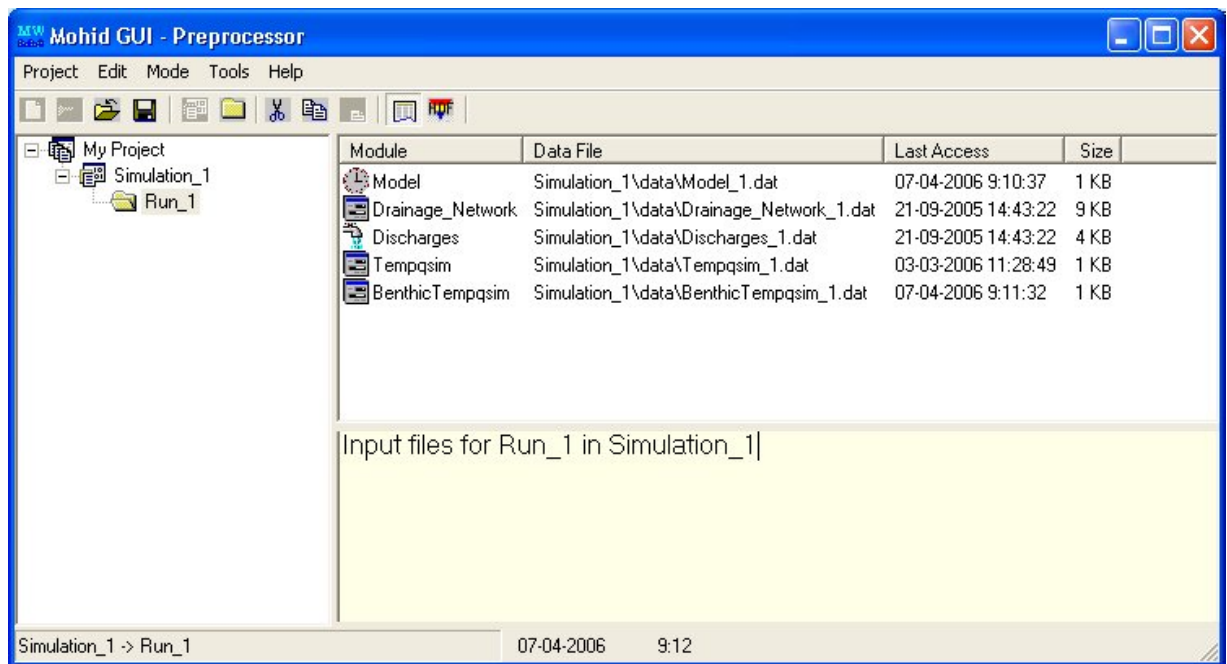 Mohid GUI - Preprocessor
Project Edit Mode Tools Help
HDF
My Project
Simulation_1
Run_1
Module Data File Last Access Size
Model Simulation_1\data\Model_1.dat 07-04-2006 9:10:37 1 KB
Drainage_Network Simulation_1\data\Drainage_Network_1.dat 21-09-2005 14:43:22 9 KB
Discharges Simulation_1\data\Discharges_1.dat 21-09-2005 14:43:22 4 KB
Tempqsim Simulation_1\data\Tempqsim_1.dat 03-03-2006 11:28:49 1 KB
BenthicTempqsim Simulation_1\data\BenthicTempqsim_1.dat 07-04-2006 9:11:32 1 KB
Input files for Run_1 in Simulation_1
Simulation_1 -> Run_1 07-04-2006 9:12